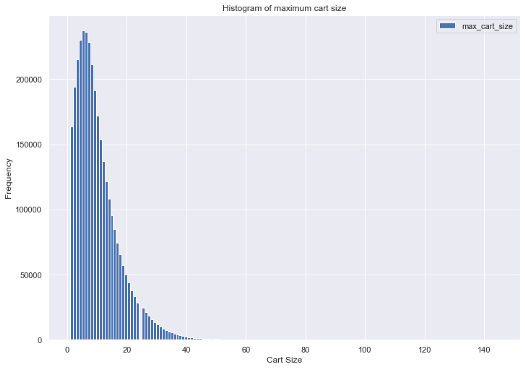 Histogram of maximum cart size
max_cart_size
200000
150000
100000
50000
0
Frequency
0 20 40 60 80 100 120 140
Cart Size